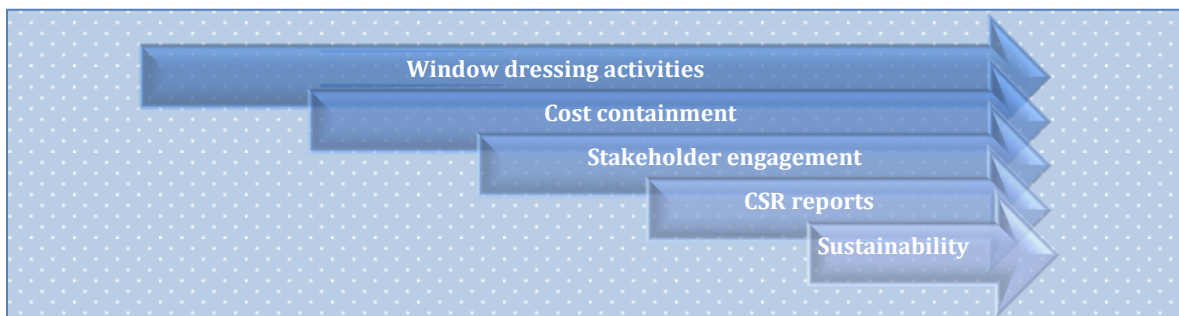 Window dressing activities
Cost containment
Stakeholder engagement
CSR reports
Sustainability